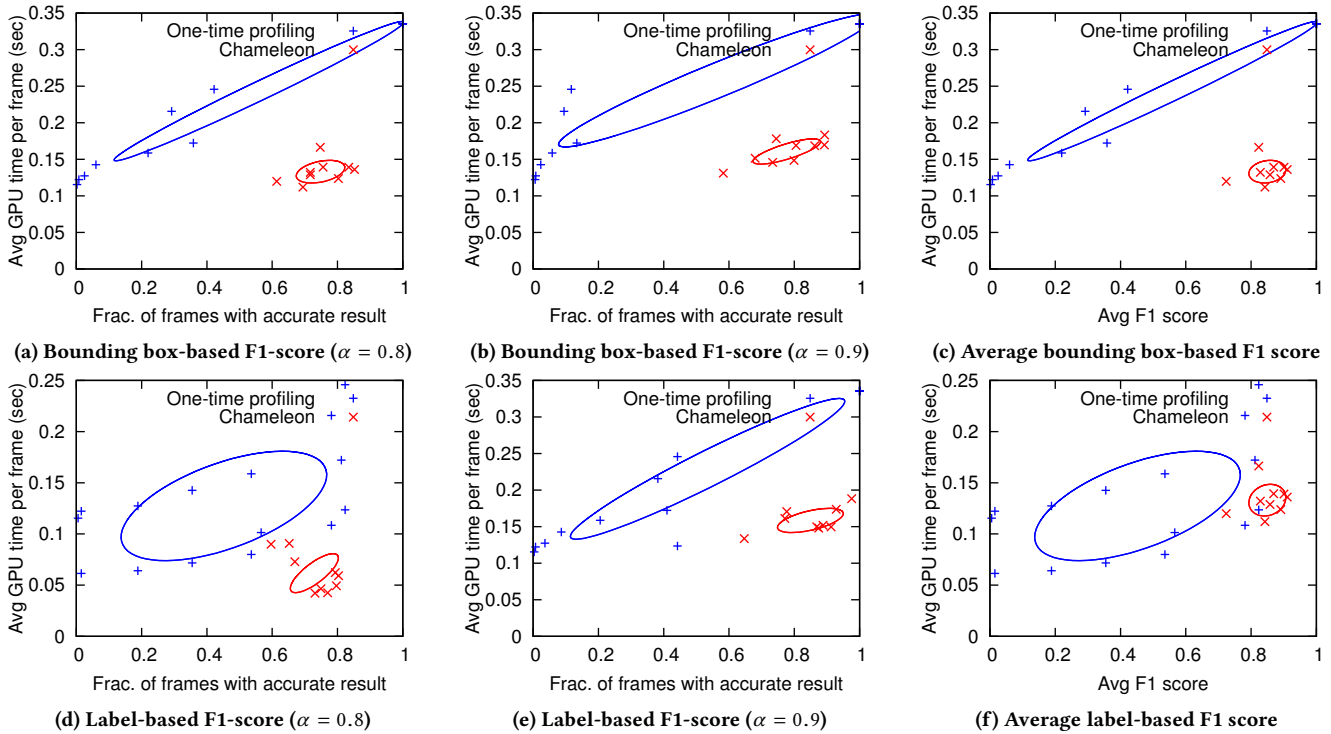 Avg GPU time per frame (sec)
0.35
0.3
0.25
0.2
0.15
0.1
0.05
0
One-time profiling
Chameleon
0 0.2 0.4 0.6 0.8 1
Frac. of frames with accurate result
(a) Bounding box-based F1-score (α = 0.8)
Avg GPU time per frame (sec)
0.35
0.3
0.25
0.2
0.15
0.1
0.05
0
One-time profiling
Chameleon
0 0.2 0.4 0.6 0.8 1
Frac. of frames with accurate result
(b) Bounding box-based F1-score (α = 0.9)
Avg GPU time per frame (sec)
0.35
0.3
0.25
0.2
0.15
0.1
0.05
0
One-time profiling
Chameleon
0 0.2 0.4 0.6 0.8 1
Avg F1 score
(c) Average bounding box-based F1 score
Avg GPU time per frame (sec)
0.25
0.2
0.15
0.1
0.05
0
One-time profiling
Chameleon
0 0.2 0.4 0.6 0.8 1
Frac. of frames with accurate result
(d) Label-based F1-score (α = 0.8)
Avg GPU time per frame (sec)
0.35
0.3
0.25
0.2
0.15
0.1
0.05
0
One-time profiling
Chameleon
0 0.2 0.4 0.6 0.8 1
Frac. of frames with accurate result
(e) Label-based F1-score (α = 0.9)
Avg GPU time per frame (sec)
0.25
0.2
0.15
0.1
0.05
0
One-time profiling
Chameleon
0 0.2 0.4 0.6 0.8 1
Avg F1 score
(f) Average label-based F1 score